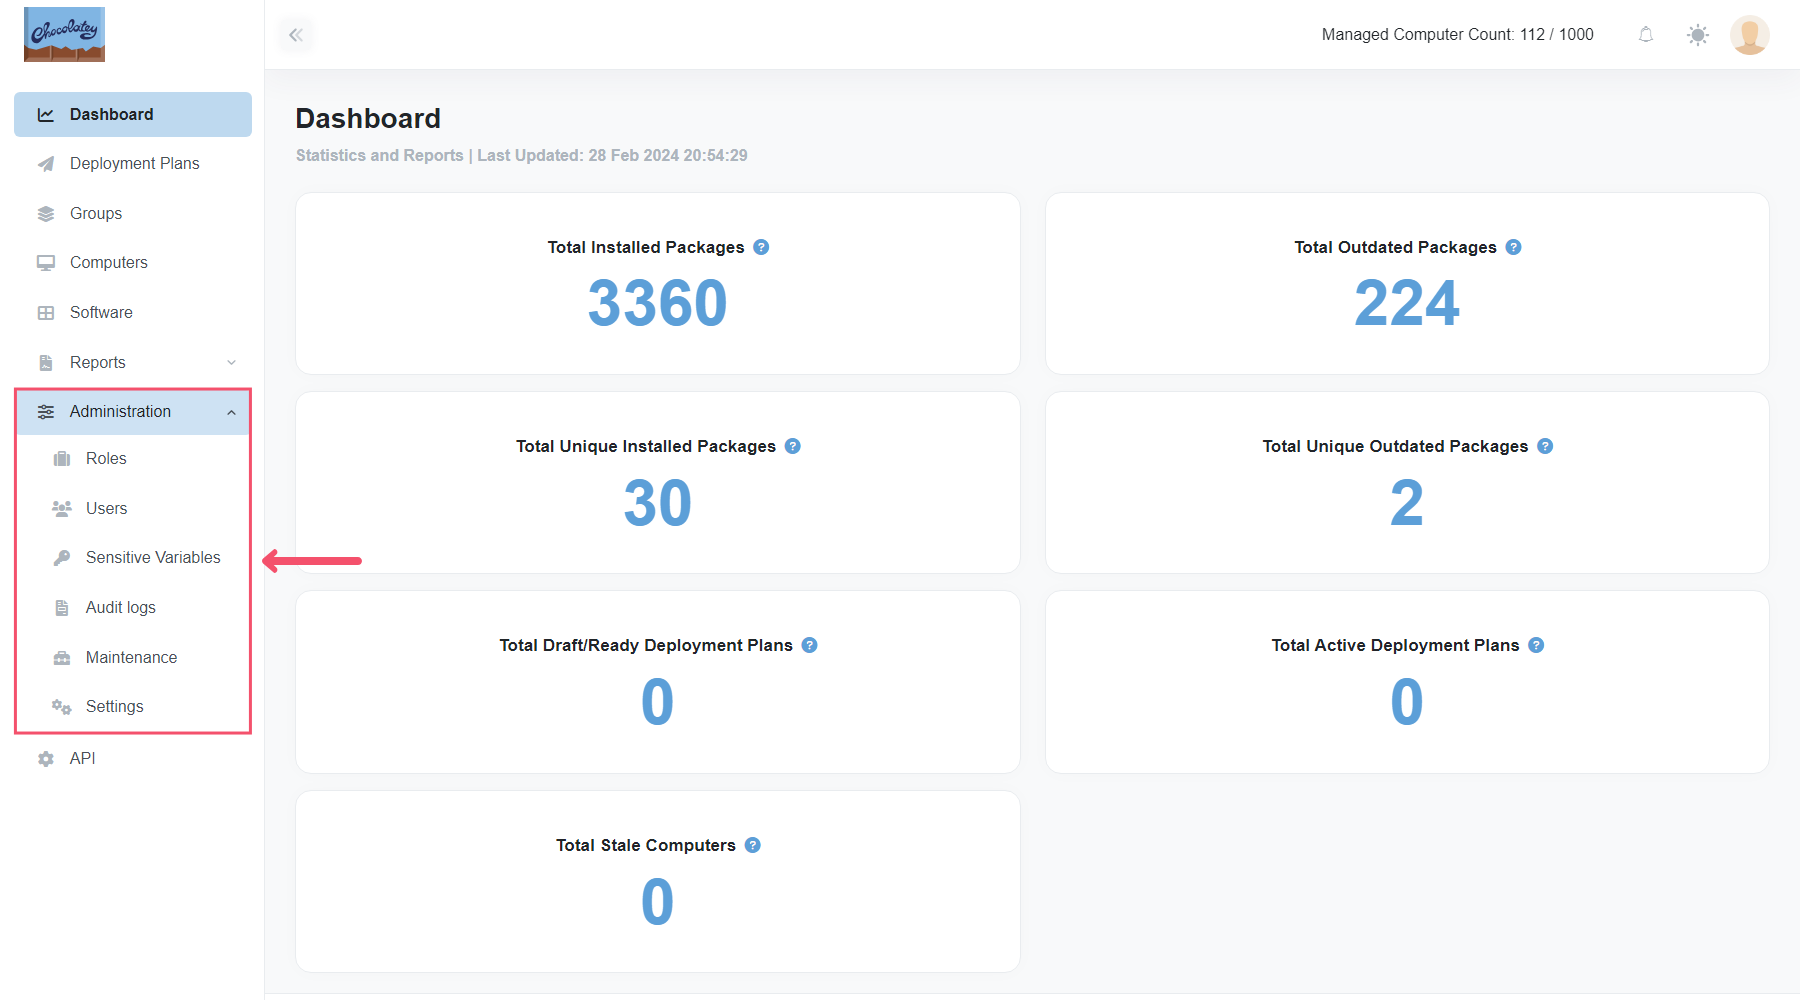 Chocolatey
Managed Computer Count: 112 / 1000
Dashboard
Deployment Plans
Groups
Computers
Software
Reports
Administration
Roles
Users
Sensitive Variables
Audit logs
Maintenance
Settings
API
Dashboard
Statistics and Reports | Last Updated: 28 Feb 2024 20:54:29
Total Installed Packages ?
3360
Total Outdated Packages ?
224
Total Unique Installed Packages ?
30
Total Unique Outdated Packages ?
2
Total Draft/Ready Deployment Plans ?
0
Total Active Deployment Plans ?
0
Total Stale Computers ?
0